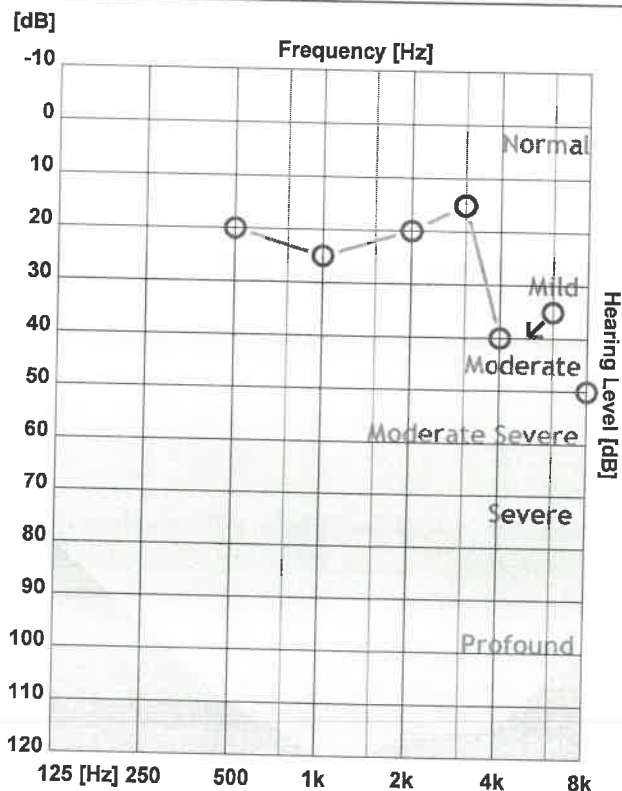 [dB]
Frequency [Hz]
-10
0
Normal
10
20
30
Mild
40
Moderate
50
Hearing Level [dB]
60
Moderate Severe
70
Severe
80
90
100
Profound
110
120
125 [Hz] 250 500 1k 2k 4k 8k